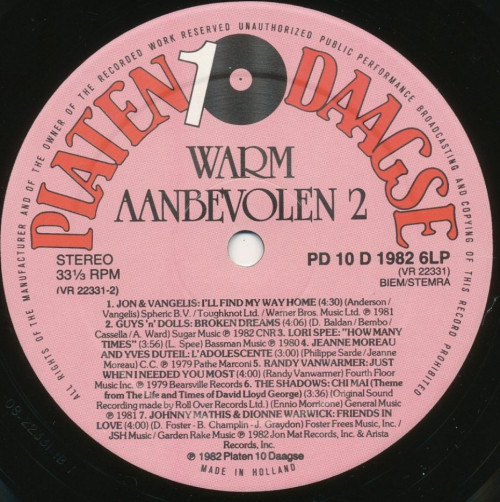 ALL RIGHTS OF THE MANUFACTURER AND OF THE OWNER OF THE RECORDED WORK RESERVED UNAUTHORIZED PUBLIC PERFORMANCE BROADCASTING AND COPYING OF THIS RECORD PROHIBITED
PLATEN 10 DAAGSE
WARM
AANBEVOLEN 2
STEREO
33⅓ RPM
(VR 22331-2)
PD 10 D 1982 6LP
(VR 22331)
BIEM/STEMRA
1. JON & VANGELIS: I'LL FIND MY WAY HOME (4:30) (Anderson /
Vangelis) Spheric B.V. / Toughknot Ltd. / Warner Bros. Music Ltd. ℗ 1981
2. GUYS 'n' DOLLS: BROKEN DREAMS (4:06) (D. Baldan / Bembo /
Cassella / A. Ward) Sugar Music ℗ 1982 CNR 3. LORI SPEE: "HOW MANY
TIMES" (3:56) (L. Spee) Bassman Music ℗ 1980 4. JEANNE MOREAU
AND YVES DUTEIL: L'ADOLESCENTE (3:00) (Philippe Sarde / Jeanne
Moreau) C.A.C. ℗ 1979 Pathe Marconi 5. RANDY VANWARMER: JUST
WHEN I NEEDED YOU MOST (4:00) (Randy Vanwarmer) Fourth Floor
Music Inc. ℗ 1979 Bearsville Records 6. THE SHADOWS: CHI MAI (Theme
from The Life and Times of David Lloyd George) (3:36) (Original Sound
Recording made by Roll Over Records Ltd.) (Ennio Morricone) General Music
℗ 1981 7. JOHNNY MATHIS & DIONNE WARWICK: FRIENDS IN
LOVE (4:00) (D. Foster - B. Champlin - J. Graydon) Foster Frees Music, Inc. /
JSH Music / Garden Rake Music ℗ 1982 Jon Mat Records, Inc. & Arista
Records, Inc.
℗ 1982 Platen 10 Daagse
MADE IN HOLLAND